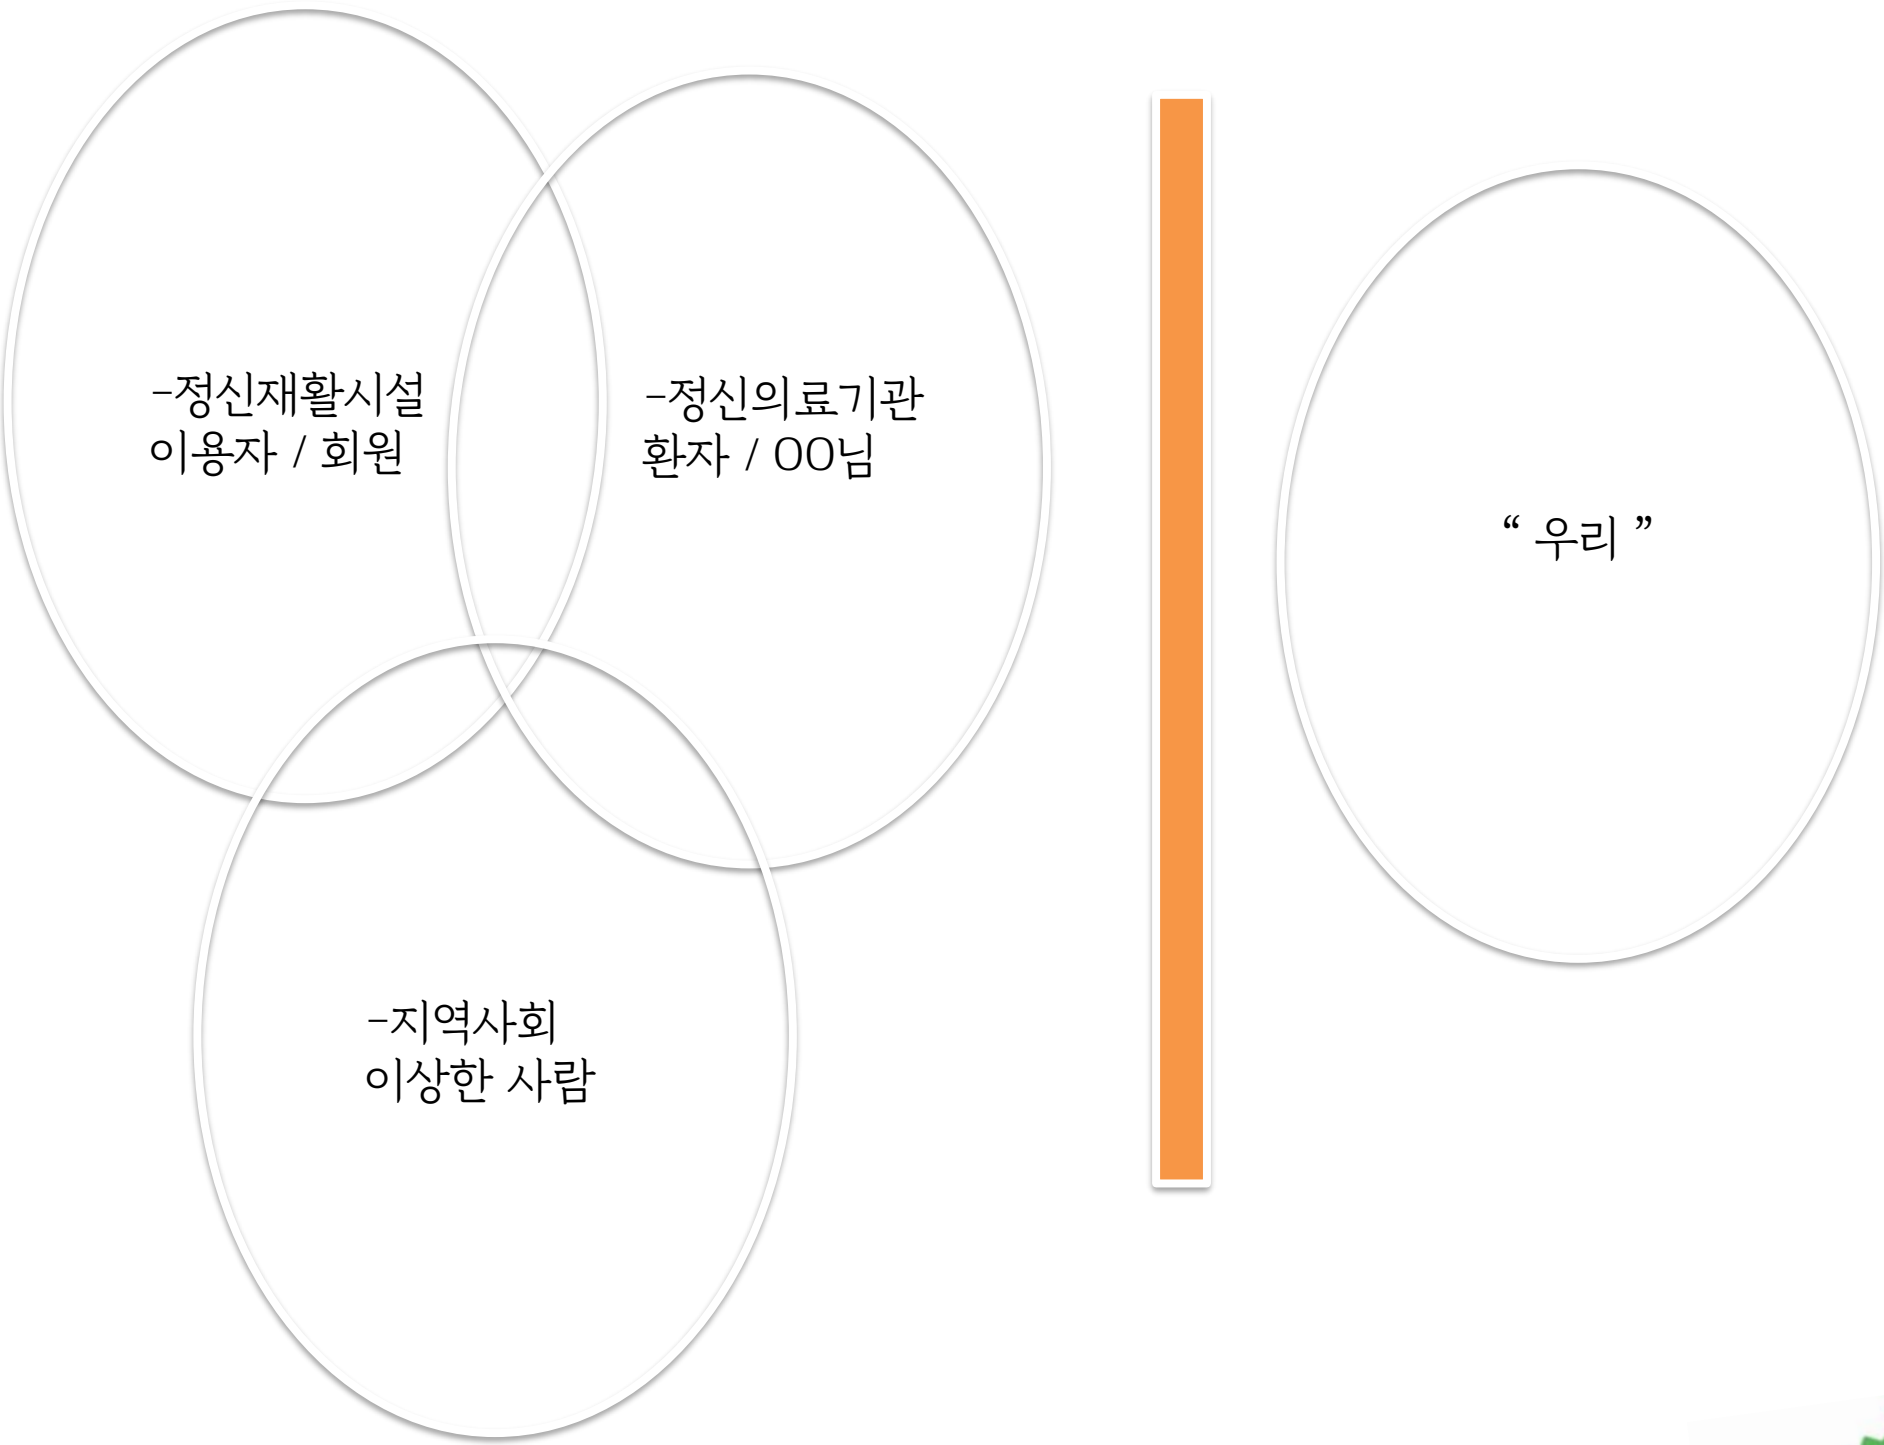 -정신재활시설
이용자 / 회원
-정신의료기관
환자 / OO님
-지역사회
이상한 사람
“ 우리 ”